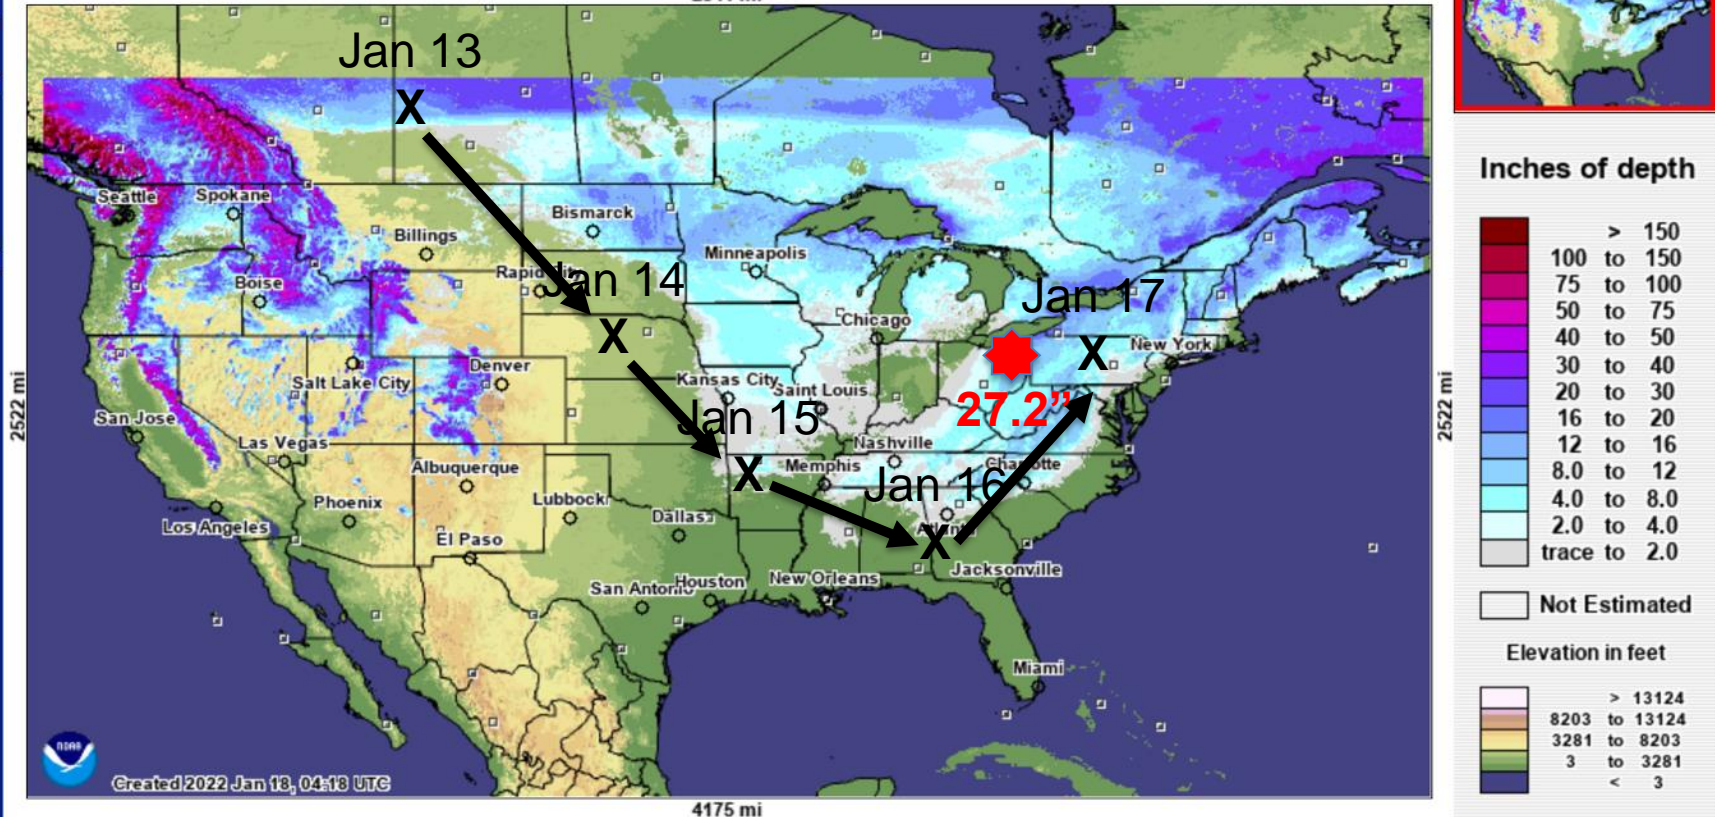 Jan 13
X
Seattle
Spokane
Bismarck
Billings
Minneapolis
Rapid
Jan 14
Boise
Jan 17
X
Chicago
X
New York
Denver
Salt Lake City
Kansas City
Saint Louis
27.2”
Jan 15
San Jose
Las Vegas
Nashville
Albuquerque
X
Memphis
Charlotte
Jan 16
Phoenix
Lubbock
Dallas
Los Angeles
Atlanta
X
El Paso
Jacksonville
New Orleans
San Antonio
Houston
Miami
NOAA
Created 2022 Jan 18, 04:18 UTC
2522 mi
2522 mi
4175 mi
Inches of depth
> 150
100 to 150
75 to 100
50 to 75
40 to 50
30 to 40
20 to 30
16 to 20
12 to 16
8.0 to 12
4.0 to 8.0
2.0 to 4.0
trace to 2.0
Not Estimated
Elevation in feet
> 13124
8203 to 13124
3281 to 8203
3 to 3281
< 3